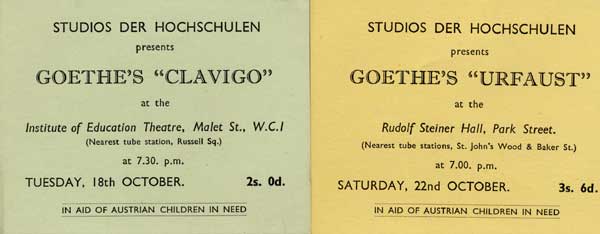 STUDIOS DER HOCHSCHULEN
presents
GOETHE'S "CLAVIGO"
at the
Institute of Education Theatre, Malet St., W.C.1
(Nearest tube station, Russell Sq.)
at 7.30. p.m.
TUESDAY, 18th OCTOBER. 2s. 0d.
IN AID OF AUSTRIAN CHILDREN IN NEED
STUDIOS DER HOCHSCHULEN
presents
GOETHE'S "URFAUST"
at the
Rudolf Steiner Hall, Park Street.
(Nearest tube stations, St. John's Wood & Baker St.)
at 7.00. p.m.
SATURDAY, 22nd OCTOBER. 3s. 6d.
IN AID OF AUSTRIAN CHILDREN IN NEED